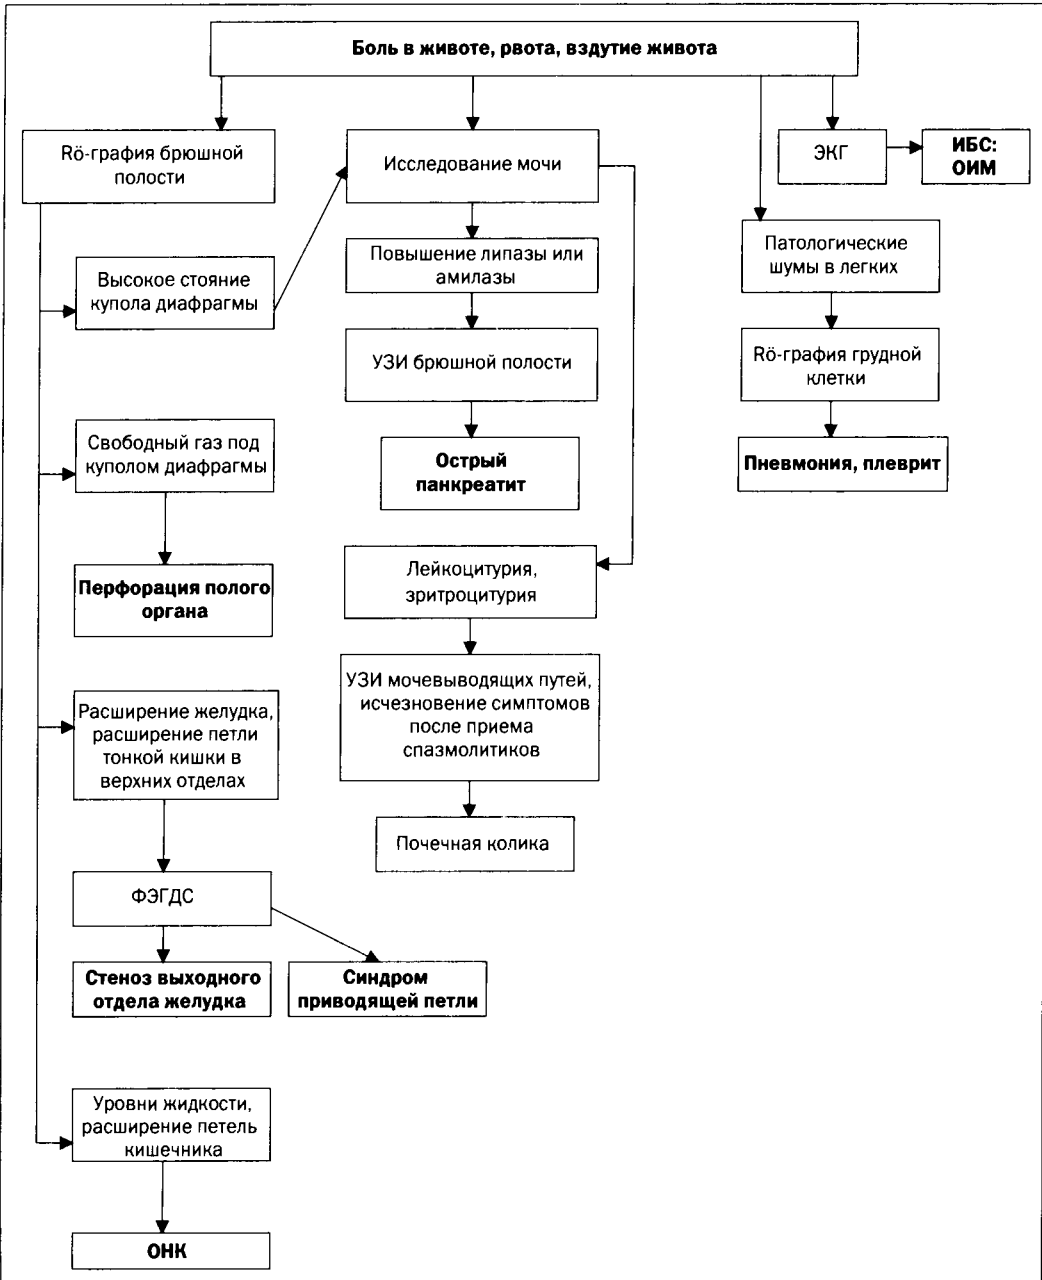 Боль в животе, рвота, вздутие живота
Rö-графия брюшной
полости
Исследование мочи
ЭКГ
ИБС:
ОИМ
Патологические
шумы в легких
Повышение липазы или
амилазы
Высокое стояние
купола диафрагмы
УЗИ брюшной полости
Rö-графия грудной
клетки
Свободный газ под
куполом диафрагмы
Острый
панкреатит
Пневмония, плеврит
Перфорация полого
органа
Лейкоцитурия,
зритроцитурия
УЗИ мочевыводящих путей,
исчезновение симптомов
после приема
спазмолитиков
Расширение желудка,
расширение петли
тонкой кишки в
верхних отделах
Почечная колика
ФЭГДС
Стеноз выходного
отдела желудка
Синдром
приводящей петли
Уровни жидкости,
расширение петель
кишечника
ОНК